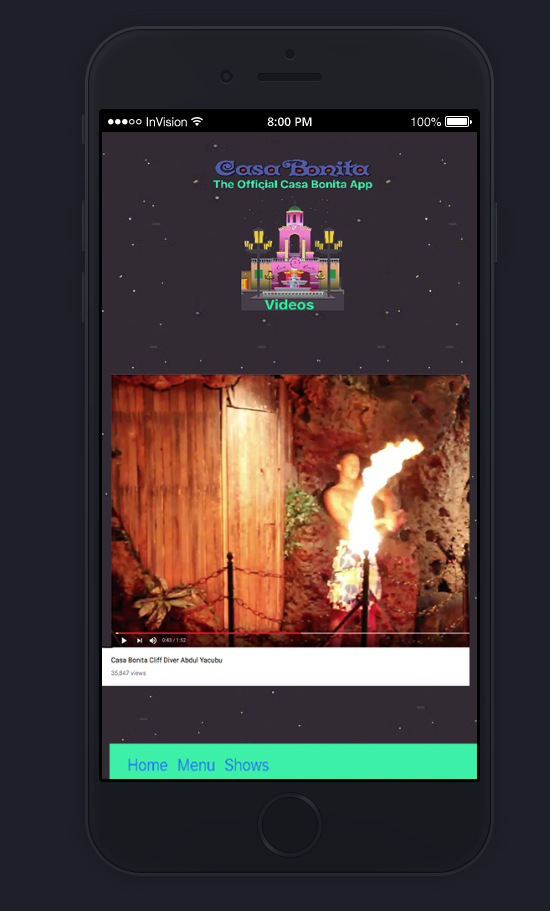 InVision 8:00 PM 100%
Casa Bonita
The Official Casa Bonita App
Videos
0:43 / 1:52
Casa Bonita Cliff Diver Abdul Yacubu
35,847 views
Home Menu Shows